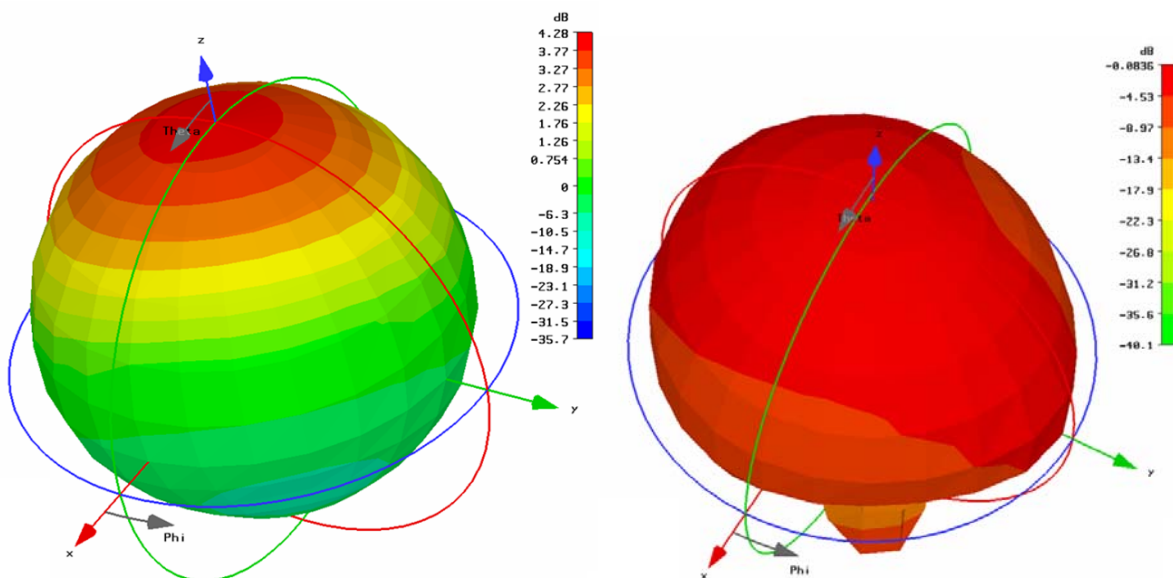 dB
4.28
3.77
3.27
2.77
2.26
1.76
1.26
0.754
0
-6.3
-10.5
-14.7
-18.9
-23.1
-27.3
-31.5
-35.7
z
Theta
y
x
Phi
dB
-0.0836
-4.53
-8.97
-13.4
-17.9
-22.3
-26.8
-31.2
-35.6
-40.1
z
Theta
y
x
Phi